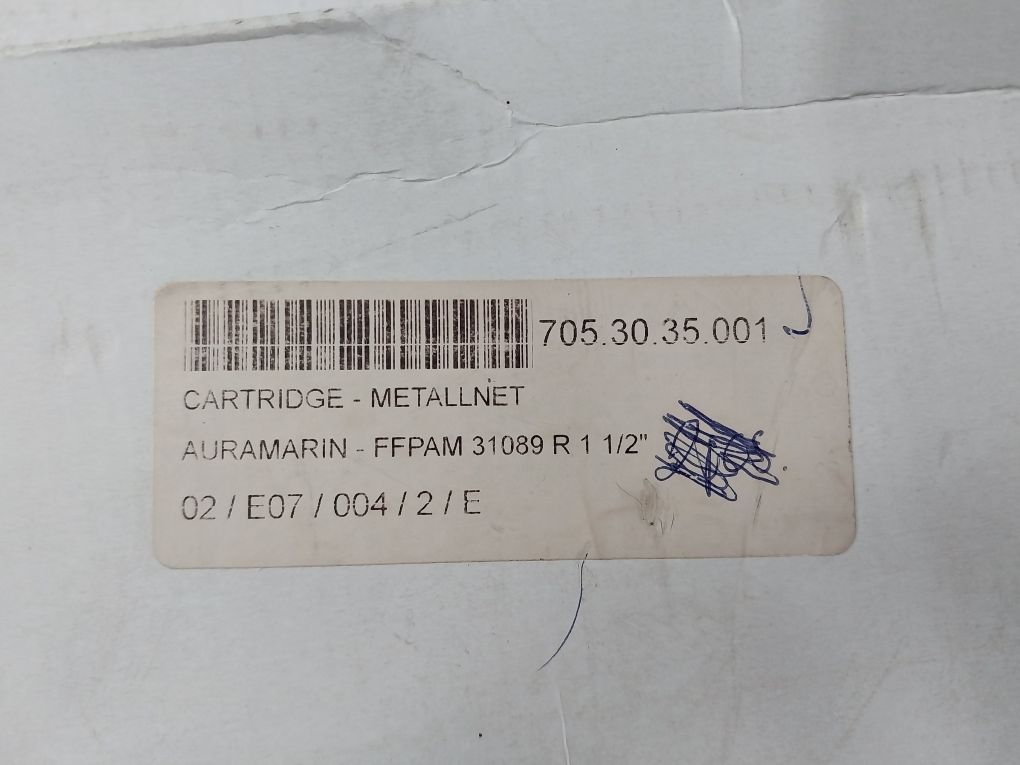 705.30.35.001
CARTRIDGE - METALLNET
AURAMARIN - FFPAM 31089 R 1 1/2"
02 / E07 / 004 / 2 / E